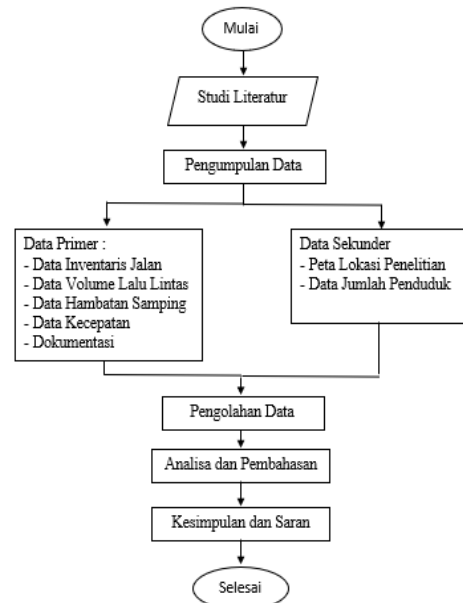 Mulai
Studi Literatur
Pengumpulan Data
Data Primer :
- Data Inventaris Jalan
- Data Volume Lalu Lintas
- Data Hambatan Samping
- Data Kecepatan
- Dokumentasi
Data Sekunder
- Peta Lokasi Penelitian
- Data Jumlah Penduduk
Pengolahan Data
Analisa dan Pembahasan
Kesimpulan dan Saran
Selesai